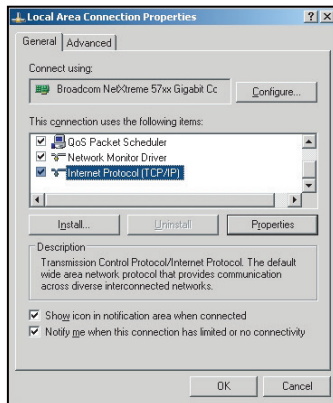 Local Area Connection Properties
General Advanced
Connect using:
Broadcom NetXtreme 57xx Gigabit Cc
Configure...
This connection uses the following items:
QoS Packet Scheduler
Network Monitor Driver
Internet Protocol (TCP/IP)
Install... Uninstall Properties
Description
Transmission Control Protocol/Internet Protocol. The default
wide area network protocol that provides communication
across diverse interconnected networks.
Show icon in notification area when connected
Notify me when this connection has limited or no connectivity
OK Cancel